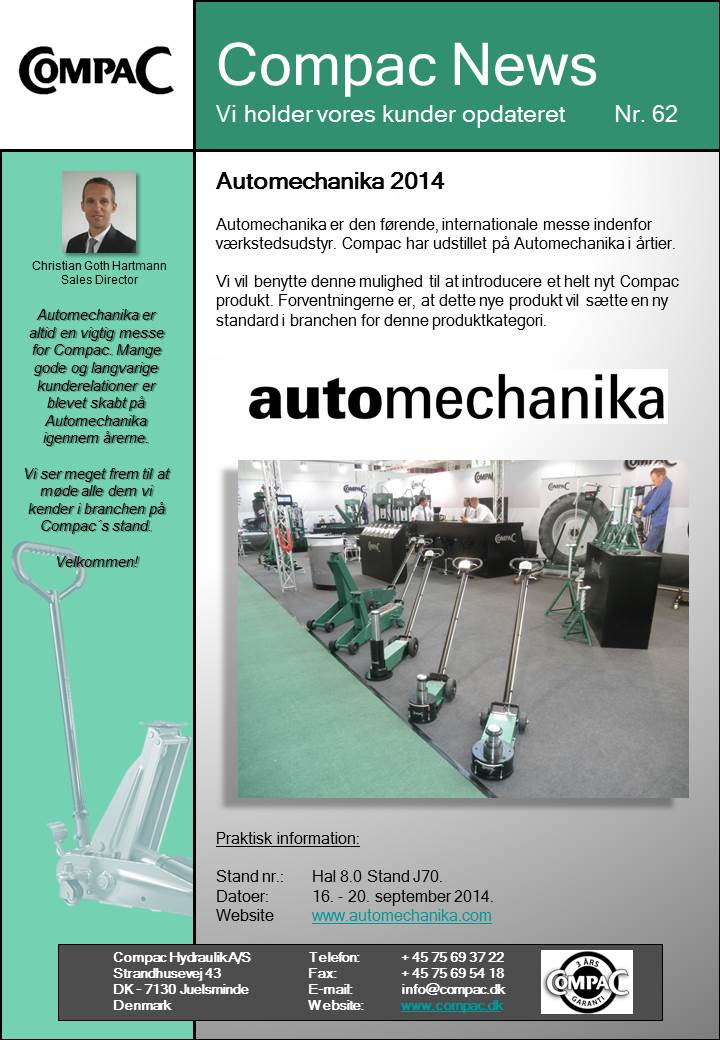 COMPAC
Compac News
Vi holder vores kunder opdateret Nr. 62
Christian Goth Hartmann
Sales Director
Automechanika er
altid en vigtig messe
for Compac. Mange
gode og langvarige
kunderelationer er
blevet skabt på
Automechanika
igennem årerne.
Vi ser meget frem til at
møde alle dem vi
kender i branchen på
Compac´s stand.
Velkommen!
Automechanika 2014
Automechanika er den førende, internationale messe indenfor
værkstedsudstyr. Compac har udstillet på Automechanika i årtier.
Vi vil benytte denne mulighed til at introducere et helt nyt Compac
produkt. Forventningerne er, at dette nye produkt vil sætte en ny
standard i branchen for denne produktkategori.
automechanika
COMPAC
COMPAC
COMPAC
COMPAC
Praktisk information:
Stand nr.: Hal 8.0 Stand J70.
Datoer: 16. - 20. september 2014.
Website www.automechanika.com
Compac Hydraulik A/S Telefon: + 45 75 69 37 22
Strandhusevej 43 Fax: + 45 75 69 54 18
DK - 7130 Juelsminde E-mail: info@compac.dk
Denmark Website: www.compac.dk
3 ÅRS
COMPAC
GARANTI